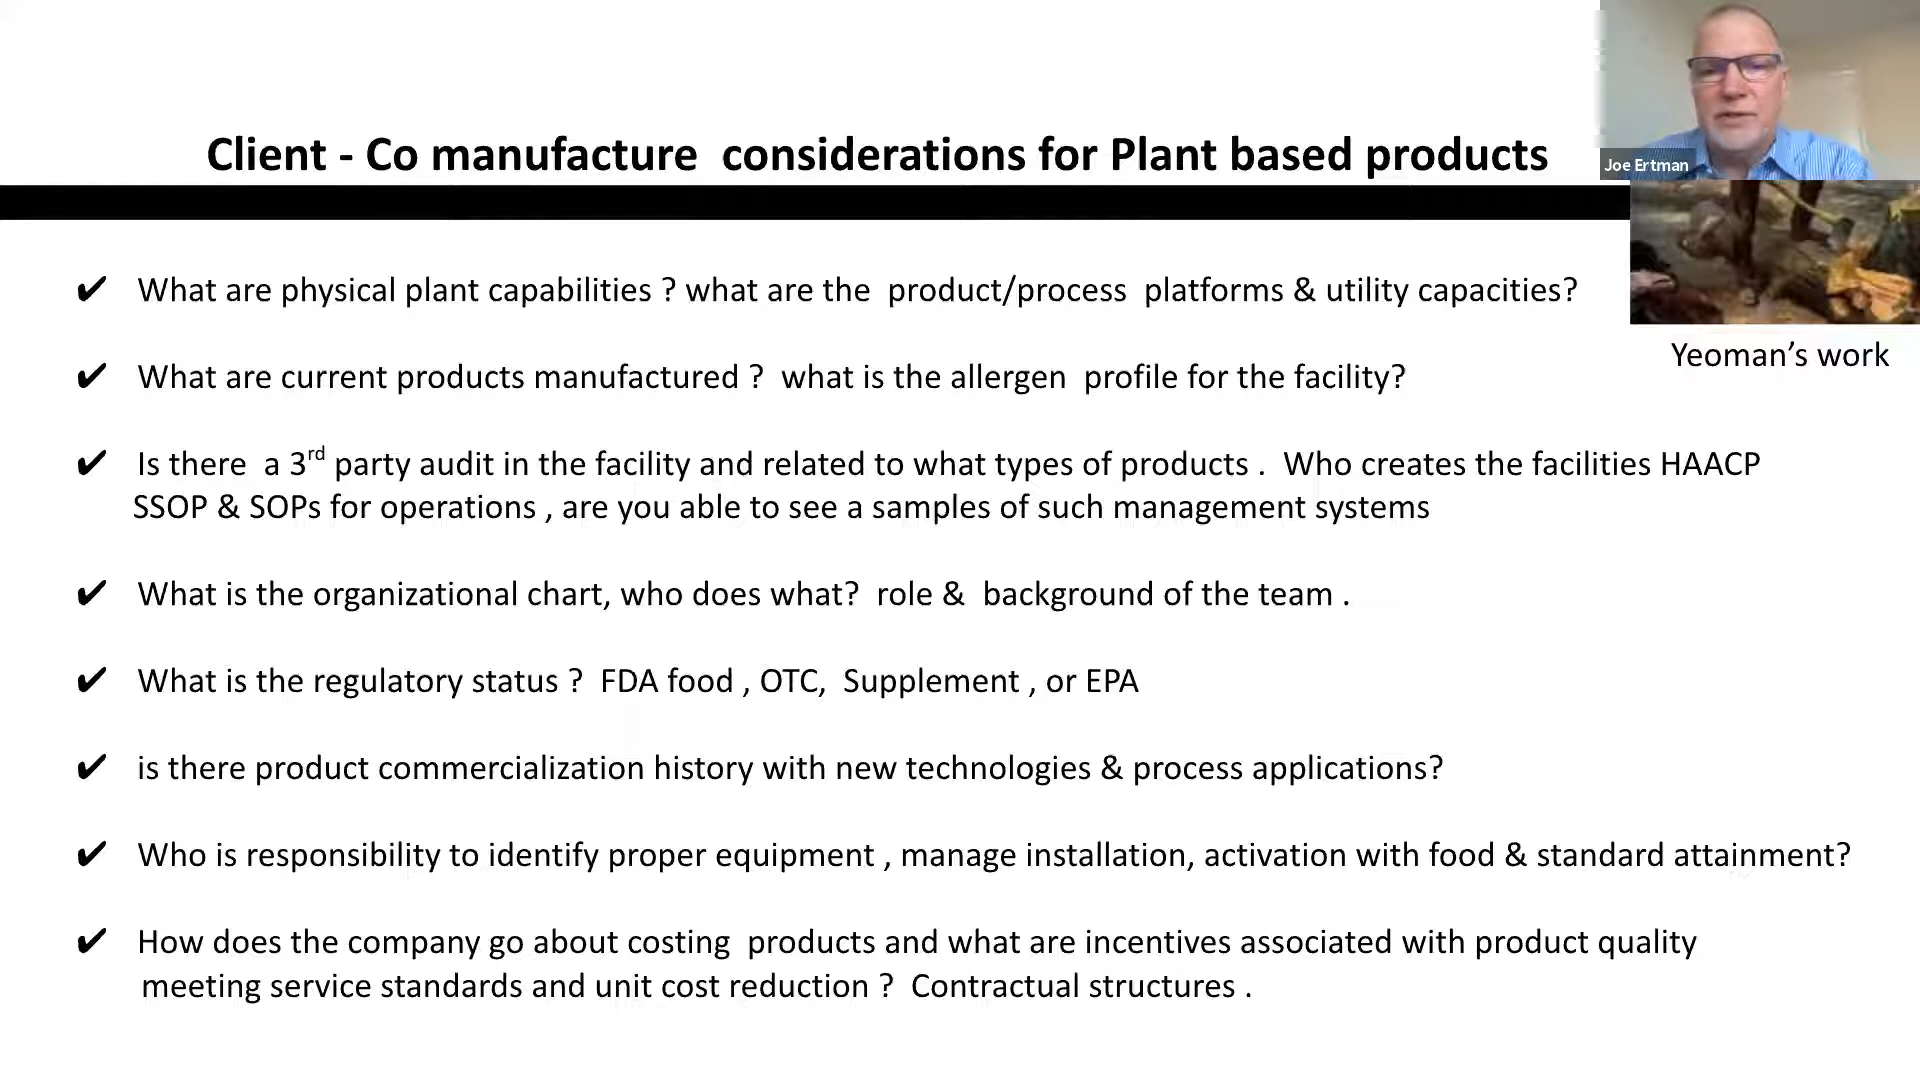 Joe Ertman
Client - Co manufacture considerations for Plant based products
Yeoman’s work
✔ What are physical plant capabilities ? what are the product/process platforms & utility capacities?
✔ What are current products manufactured ? what is the allergen profile for the facility?
✔ Is there a 3rd party audit in the facility and related to what types of products . Who creates the facilities HAACP
SSOP & SOPs for operations , are you able to see a samples of such management systems
✔ What is the organizational chart, who does what? role & background of the team .
✔ What is the regulatory status ? FDA food , OTC, Supplement , or EPA
✔ is there product commercialization history with new technologies & process applications?
✔ Who is responsibility to identify proper equipment , manage installation, activation with food & standard attainment?
✔ How does the company go about costing products and what are incentives associated with product quality
meeting service standards and unit cost reduction ? Contractual structures .